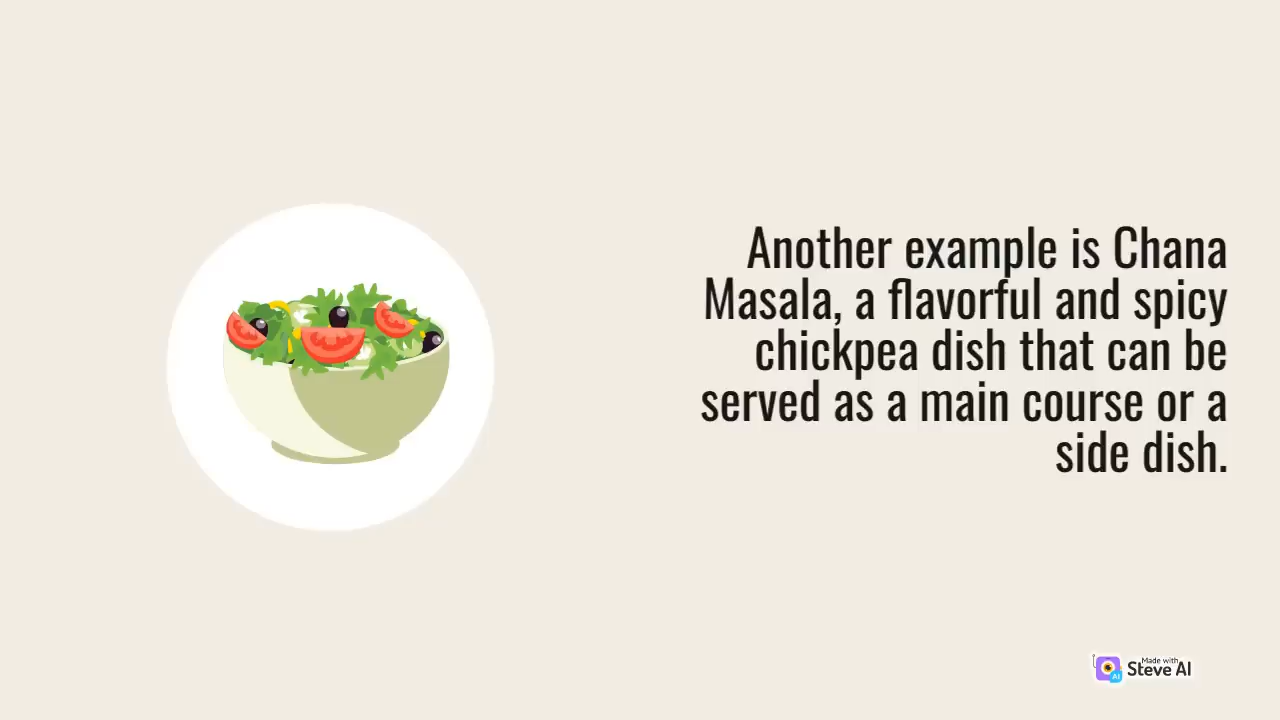 Another example is Chana
Masala, a flavorful and spicy
chickpea dish that can be
served as a main course or a
side dish.
Made with
Steve AI
AI